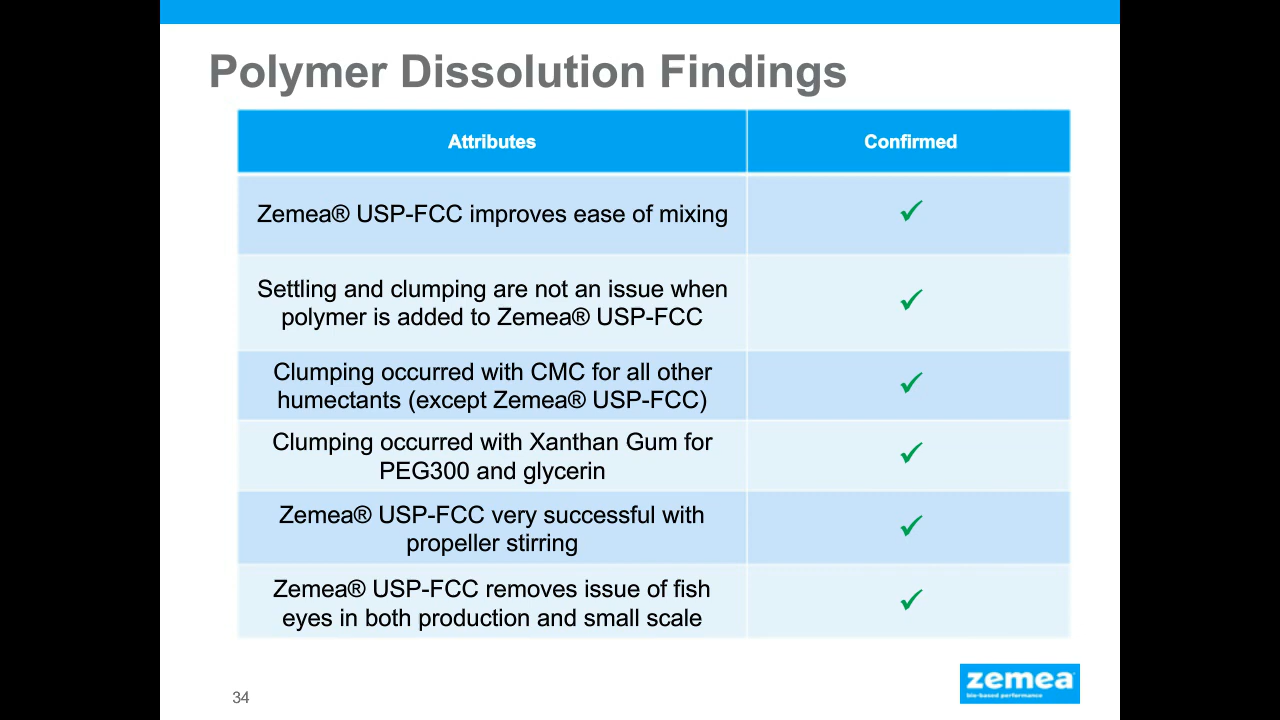 Polymer Dissolution Findings
Attributes
Confirmed
Zemea® USP-FCC improves ease of mixing
✓
Settling and clumping are not an issue when
polymer is added to Zemea® USP-FCC
✓
Clumping occurred with CMC for all other
humectants (except Zemea® USP-FCC)
✓
Clumping occurred with Xanthan Gum for
PEG300 and glycerin
✓
Zemea® USP-FCC very successful with
propeller stirring
✓
Zemea® USP-FCC removes issue of fish
eyes in both production and small scale
✓
34
zemea
bio-based performance